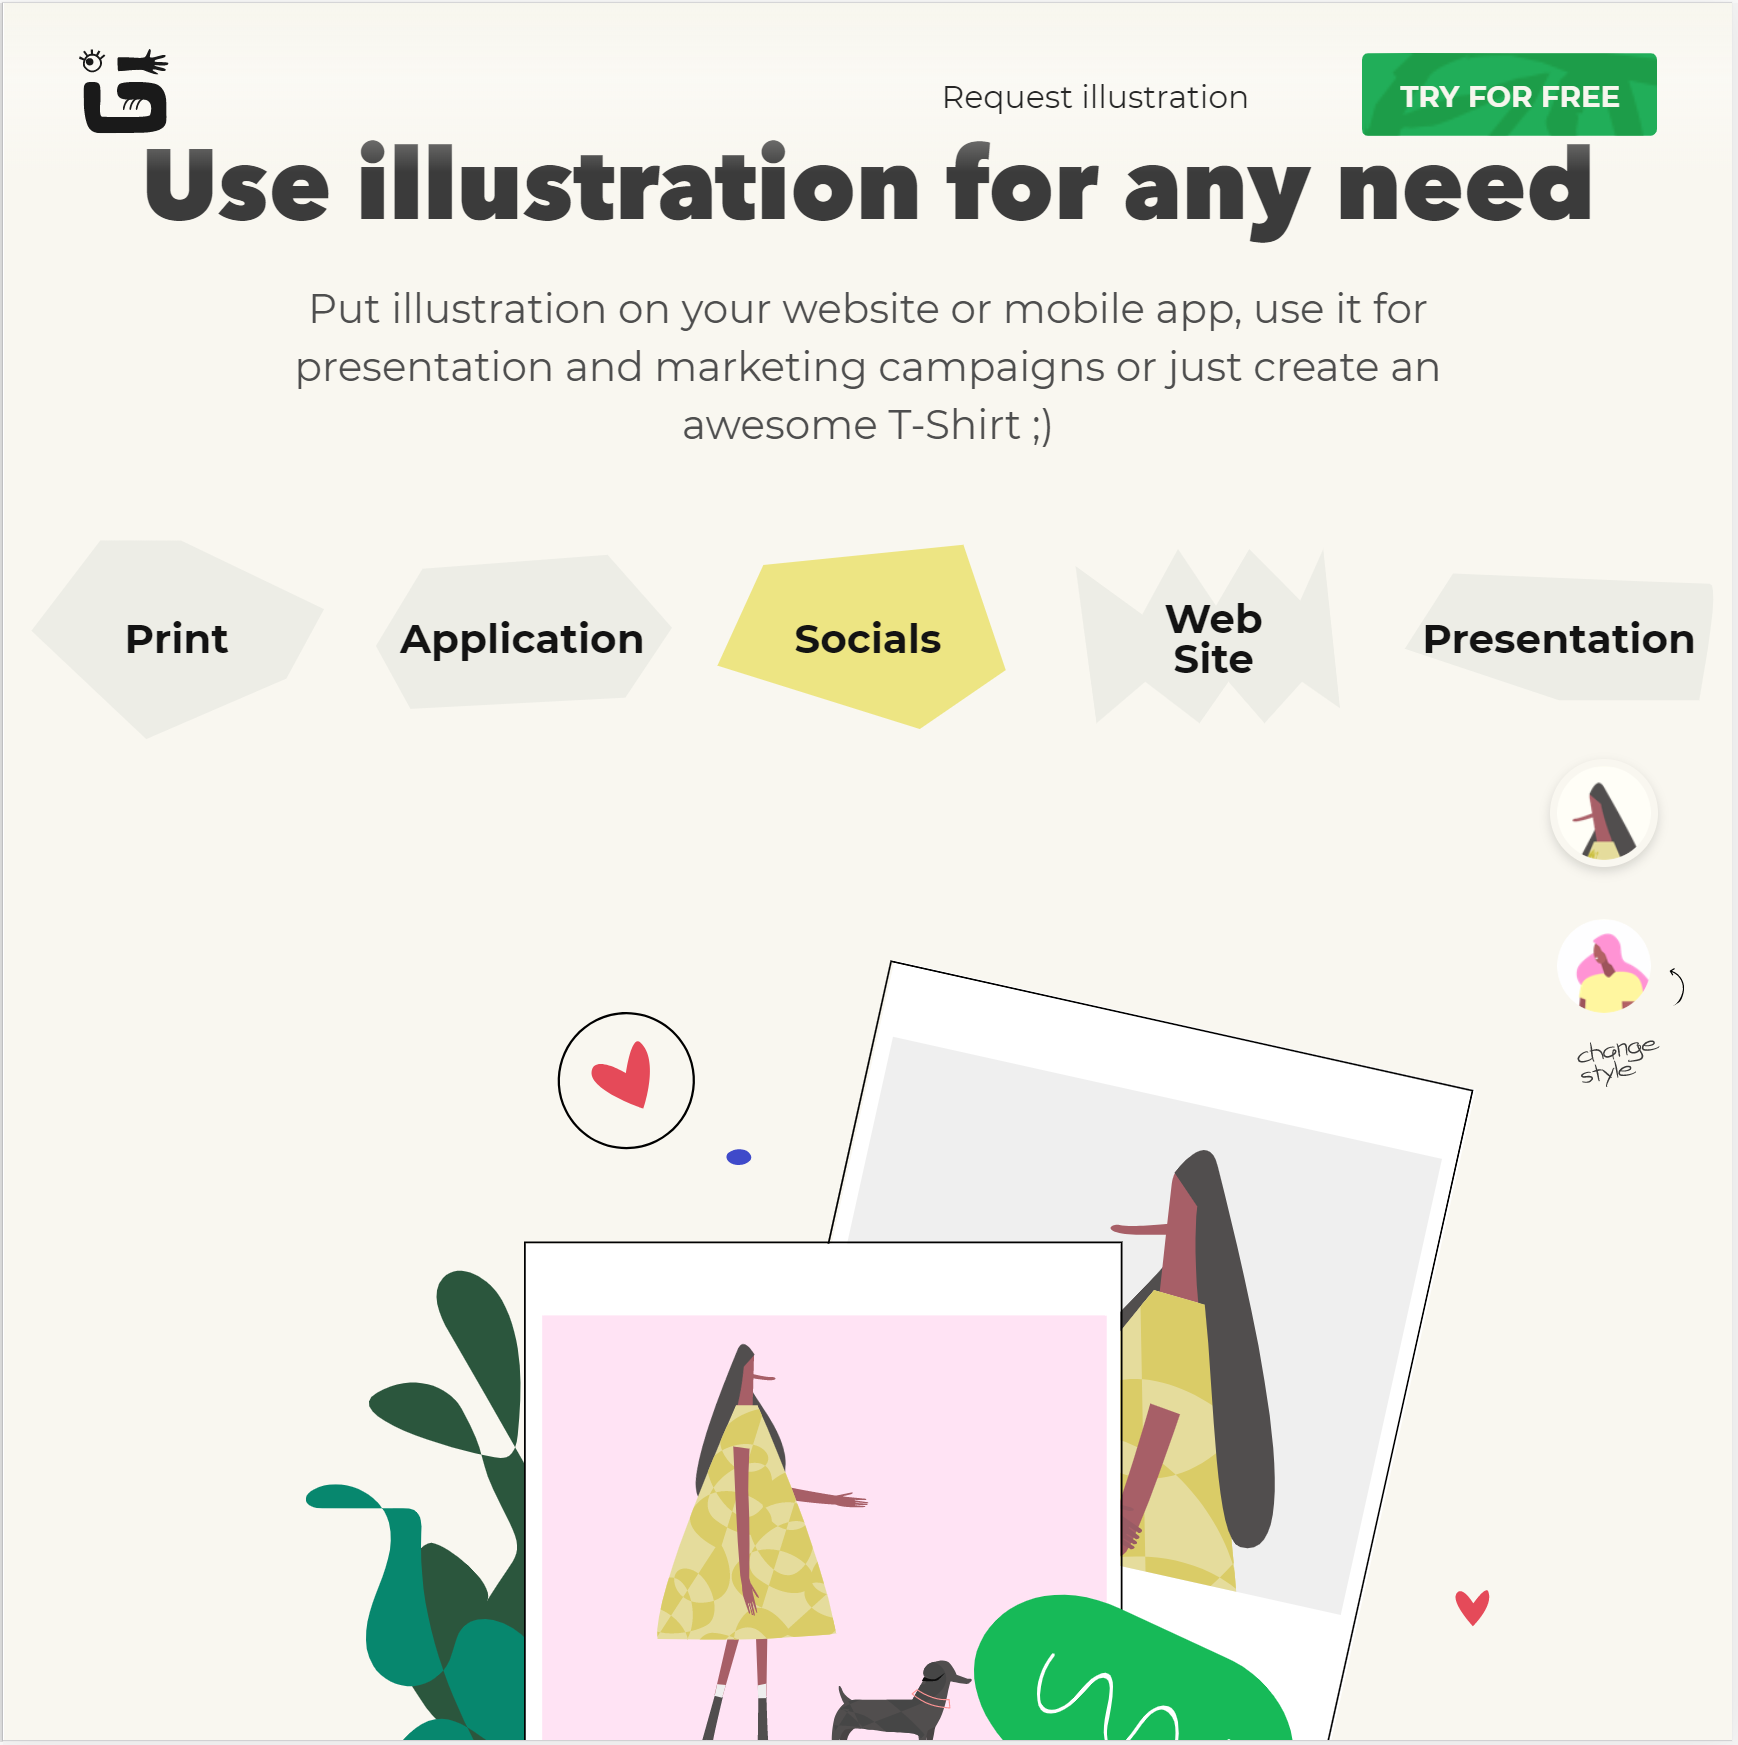 Request illustration
TRY FOR FREE
Use illustration for any need
Put illustration on your website or mobile app, use it for
presentation and marketing campaigns or just create an
awesome T-Shirt ;)
Print
Application
Socials
Web
Site
Presentation
change
style